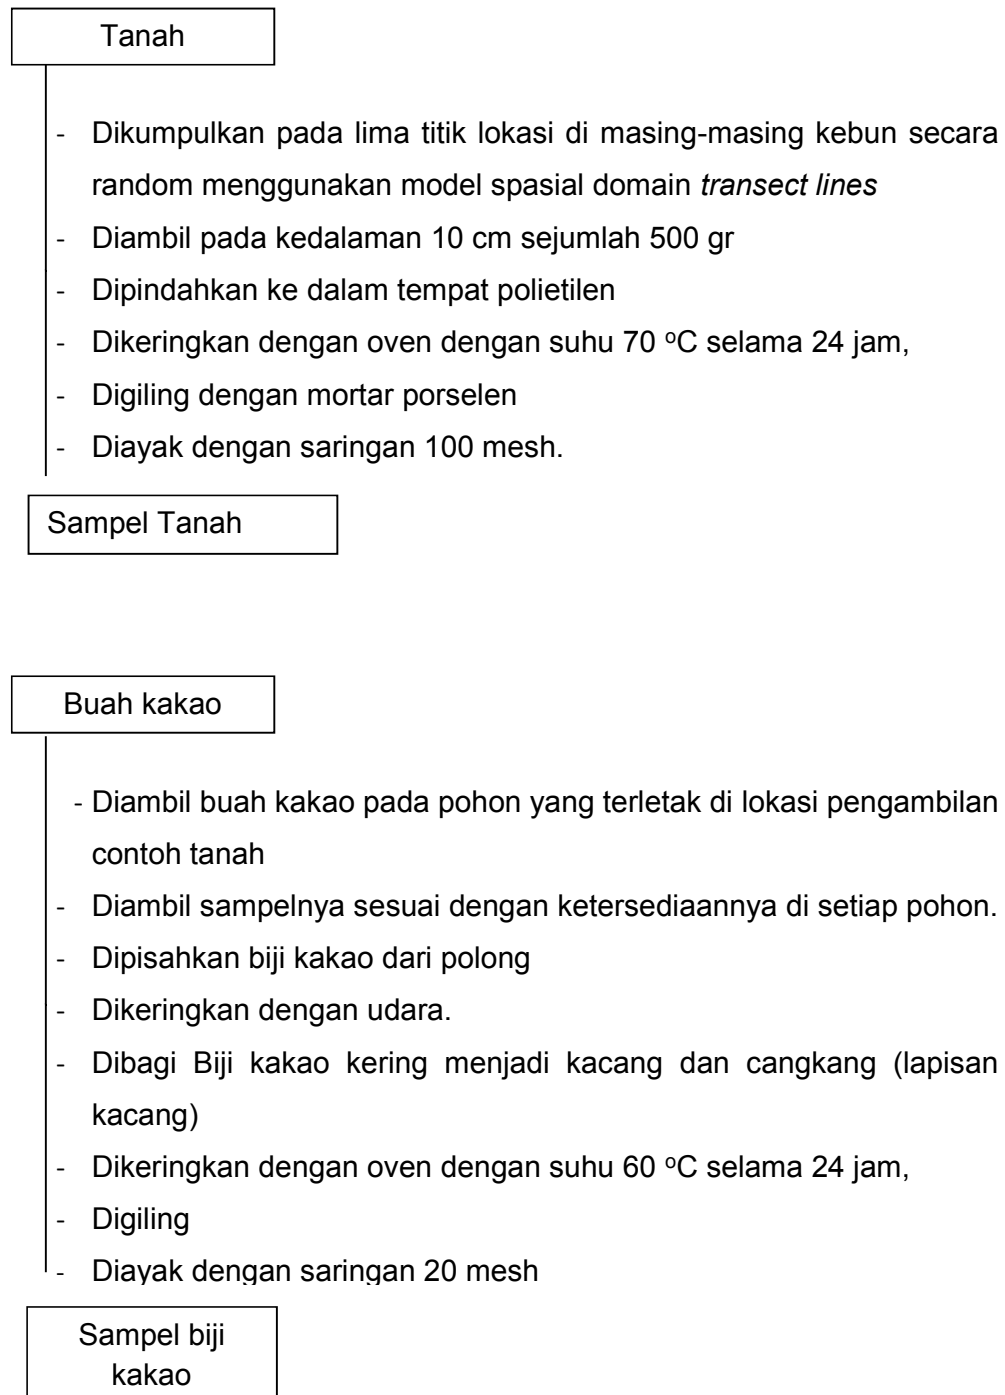 Tanah
- Dikumpulkan pada lima titik lokasi di masing-masing kebun secara
random menggunakan model spasial domain transect lines
- Diambil pada kedalaman 10 cm sejumlah 500 gr
- Dipindahkan ke dalam tempat polietilen
- Dikeringkan dengan oven dengan suhu 70 ᵒC selama 24 jam,
- Digiling dengan mortar porselen
- Diayak dengan saringan 100 mesh.
Sampel Tanah
Buah kakao
- Diambil buah kakao pada pohon yang terletak di lokasi pengambilan
contoh tanah
- Diambil sampelnya sesuai dengan ketersediaannya di setiap pohon.
- Dipisahkan biji kakao dari polong
- Dikeringkan dengan udara.
- Dibagi Biji kakao kering menjadi kacang dan cangkang (lapisan
kacang)
- Dikeringkan dengan oven dengan suhu 60 ᵒC selama 24 jam,
- Digiling
- Diayak dengan saringan 20 mesh
Sampel biji
kakao